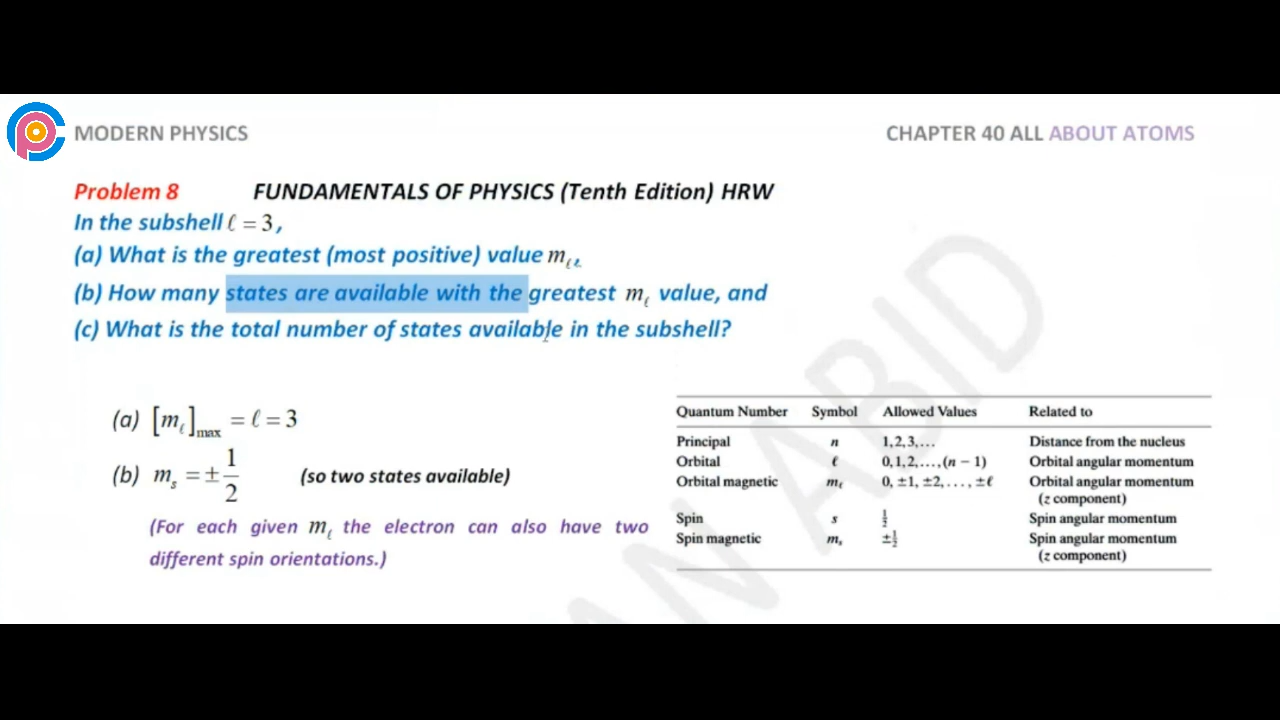 MODERN PHYSICS
CHAPTER 40 ALL ABOUT ATOMS
Problem 8 FUNDAMENTALS OF PHYSICS (Tenth Edition) HRW
In the subshell ℓ = 3,
(a) What is the greatest (most positive) value mℓ,
(b) How many states are available with the greatest mℓ value, and
(c) What is the total number of states available in the subshell?
(a) [mℓ]max = ℓ = 3
(b) ms = ± 1/2 (so two states available)
(For each given mℓ the electron can also have two
different spin orientations.)
Quantum Number Symbol Allowed Values Related to
Principal n 1,2,3,... Distance from the nucleus
Orbital ℓ 0,1,2,...,(n − 1) Orbital angular momentum
Orbital magnetic mℓ 0, ±1, ±2, ..., ±ℓ Orbital angular momentum
(z component)
Spin s 1/2 Spin angular momentum
Spin magnetic ms ±1/2 Spin angular momentum
(z component)
AN ABID